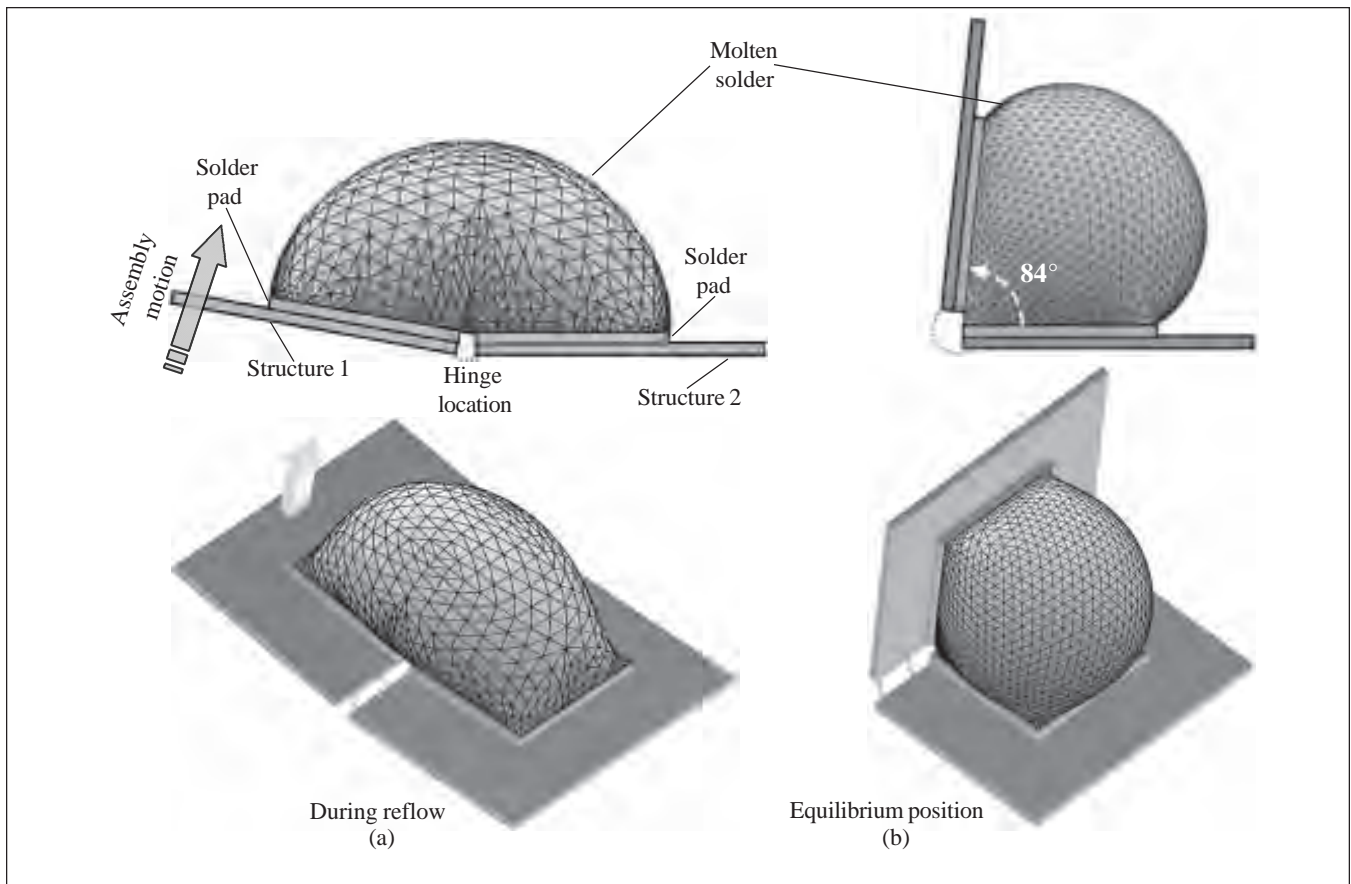 Molten
solder
Solder
pad
Assembly
motion
Solder
pad
84°
Structure 1
Hinge
location
Structure 2
During reflow
(a)
Equilibrium position
(b)